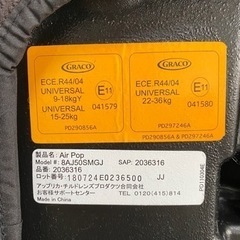 GRACO
GRACO
ECE.R44/04
UNIVERSAL
9-18kgY
UNIVERSAL
15-25kg
E11
041579
PD290856A
ECE.R44/04
UNIVERSAL
22-36kg
E11
041580
PD297246A
PD290856A & PD297246A
製品名: Air Pop
Model #: 8AJ50SMGJ
SAP: 2036316
品番: 2036316
ロット番号 180724E0236500 JJ
アップリカ・チルドレンズプロダクツ合同会社
お客様サポートセンター TEL 0120(415)814
Made in China